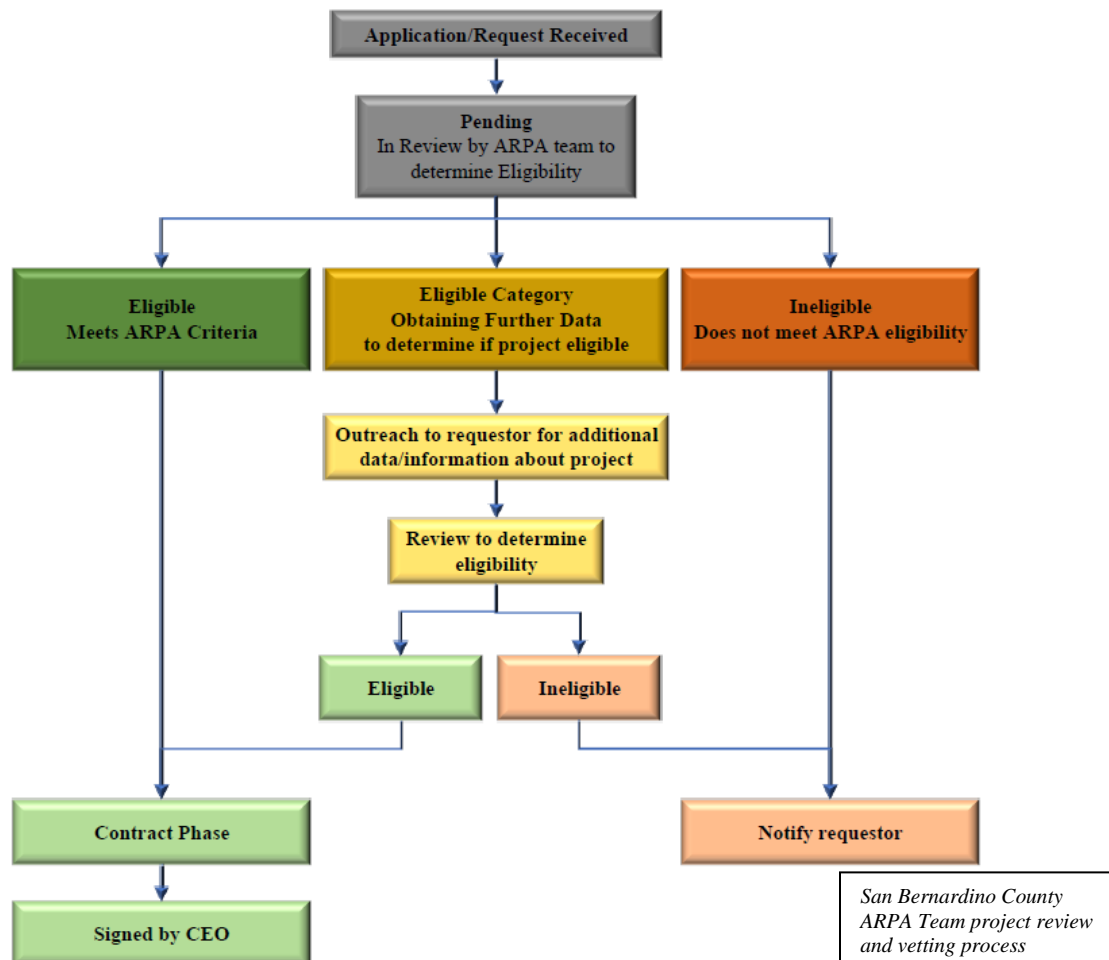 Application/Request Received
Pending
In Review by ARPA team to
determine Eligibility
Eligible
Meets ARPA Criteria
Eligible Category
Obtaining Further Data
to determine if project eligible
Ineligible
Does not meet ARPA eligibility
Outreach to requestor for additional
data/information about project
Review to determine
eligibility
Eligible
Ineligible
Contract Phase
Notify requestor
Signed by CEO
San Bernardino County
ARPA Team project review
and vetting process